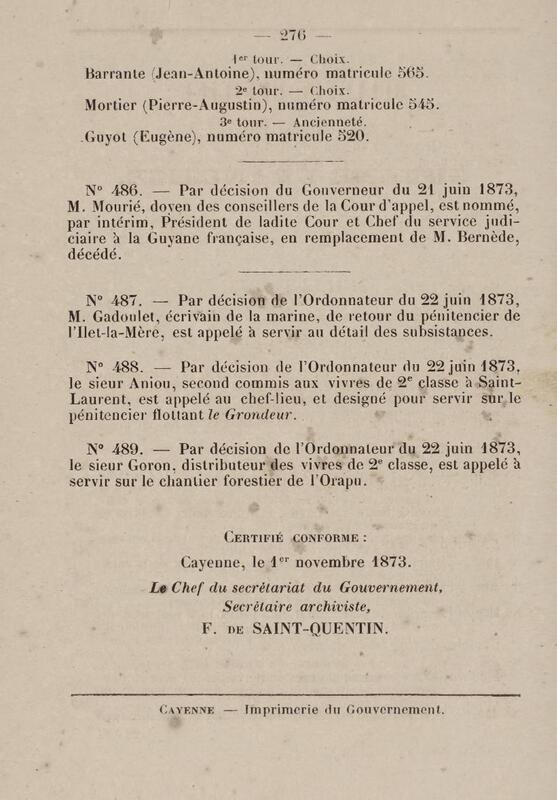 — 276 —
1er tour. — Choix.
Barrante (Jean-Antoine), numéro matricule 565.
2e tour. — Choix.
Mortier (Pierre-Augustin), numéro matricule 545.
3e tour. — Ancienneté.
Guyot (Eugène), numéro matricule 520.
N° 486. — Par décision du Gouverneur du 21 juin 1873,
M. Mourié, doyen des conseillers de la Cour d'appel, est nommé,
par intérim, Président de ladite Cour et Chef du service judi-
ciaire à la Guyane française, en remplacement de M. Bernède,
décédé.
N° 487. — Par décision de l'Ordonnateur du 22 juin 1873,
M. Gadoulet, écrivain de la marine, de retour du pénitencier de
l'Ilet-la-Mère, est appelé à servir au détail des subsistances.
N° 488. — Par décision de l'Ordonnateur du 22 juin 1873,
le sieur Aniou, second commis aux vivres de 2e classe à Saint-
Laurent, est appelé au chef-lieu, et designé pour servir sur le
pénitencier flottant le Grondeur.
N° 489. — Par décision de l'Ordonnateur du 22 juin 1873,
le sieur Goron, distributeur des vivres de 2e classe, est appelé à
servir sur le chantier forestier de l'Orapu.
CERTIFIÉ CONFORME :
Cayenne, le 1er novembre 1873.
Le Chef du secrétariat du Gouvernement,
Secrétaire archiviste,
F. DE SAINT-QUENTIN.
CAYENNE — Imprimerie du Gouvernement.